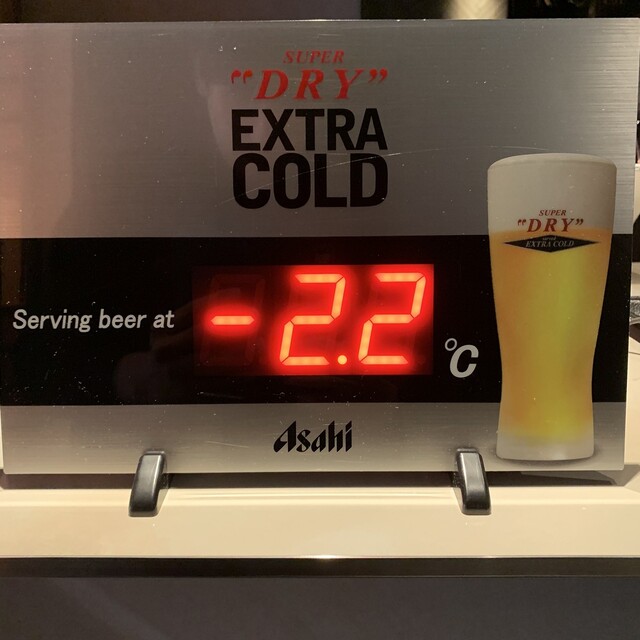 SUPER
"DRY"
EXTRA
COLD
SUPER
"DRY"
EXTRA COLD
Serving beer at -2.2 °C
Asahi